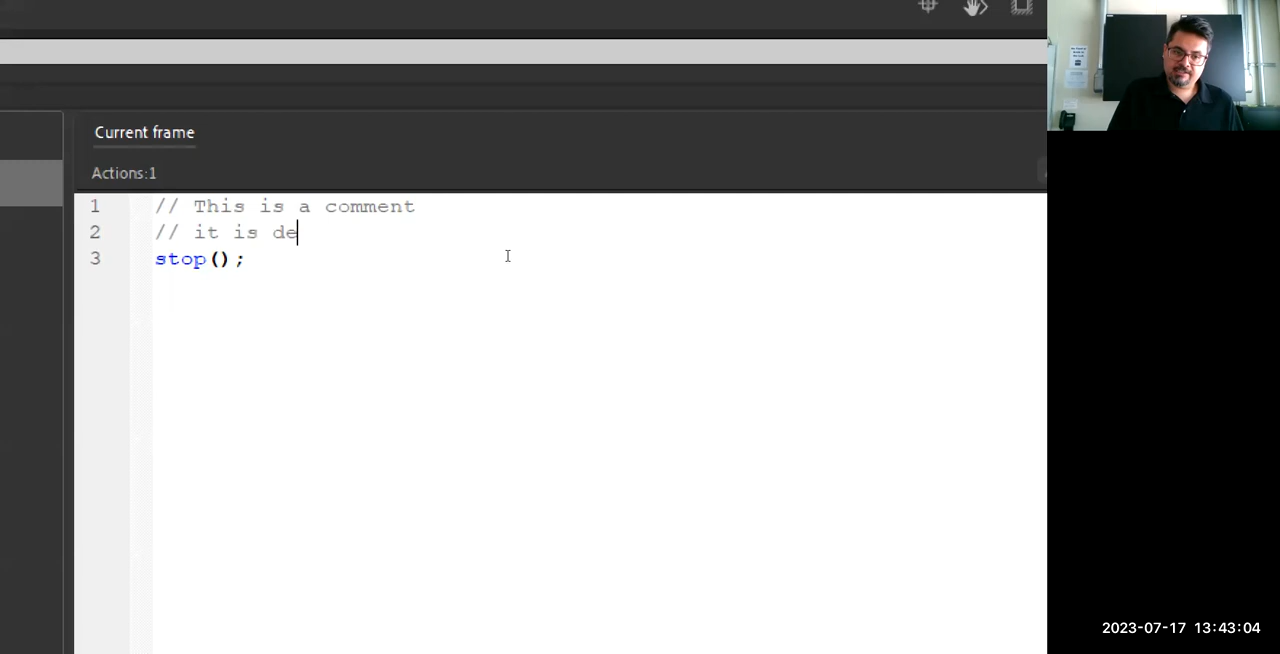 Current frame
Actions:1
1 // This is a comment
2 // it is de
3 stop();
2023-07-17 13:43:04